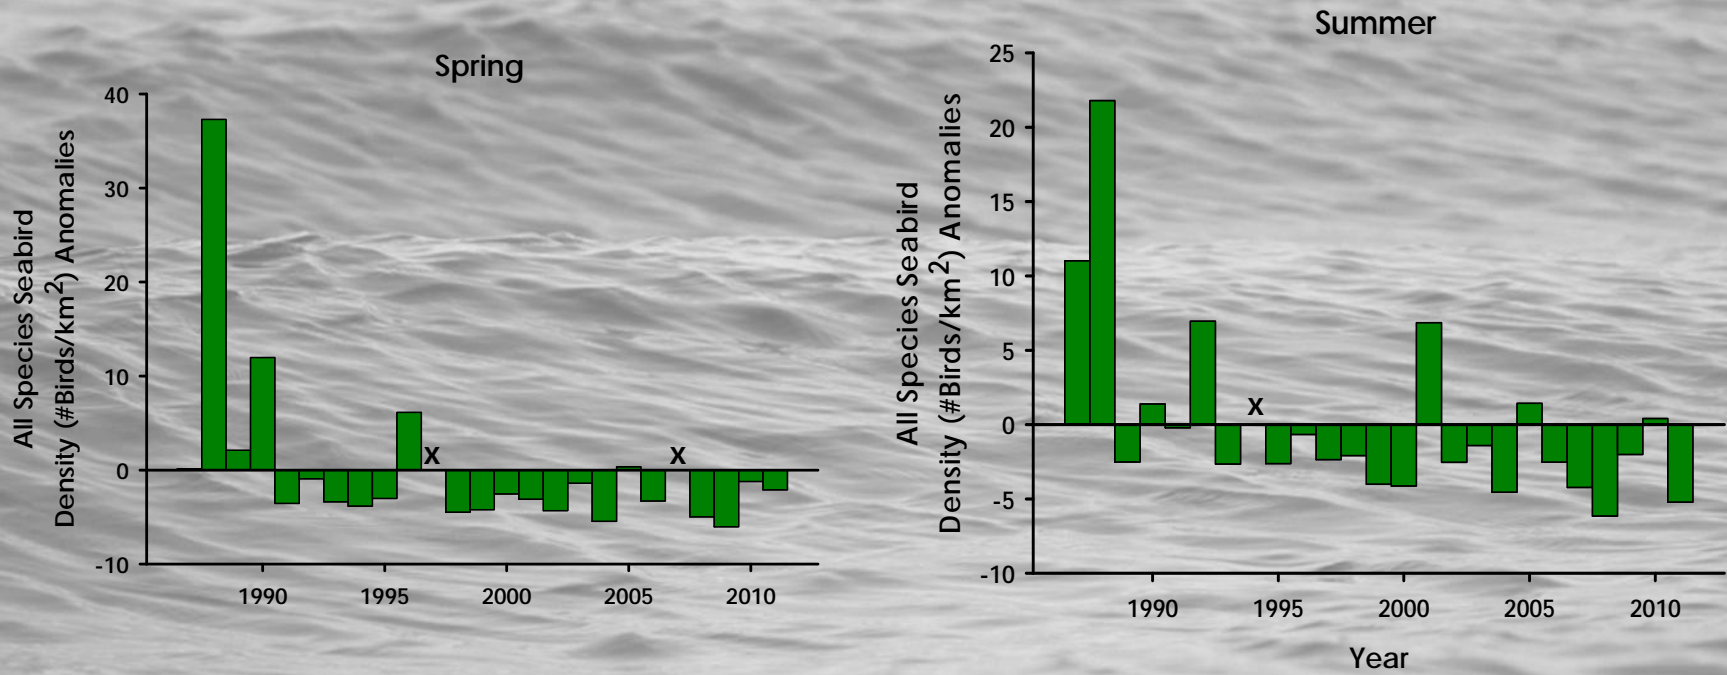 Spring
All Species Seabird
Density (#Birds/km²) Anomalies
40
30
20
10
0
-10
X
X
1990 1995 2000 2005 2010
Summer
All Species Seabird
Density (#Birds/km²) Anomalies
25
20
15
10
5
0
-5
-10
X
1990 1995 2000 2005 2010
Year